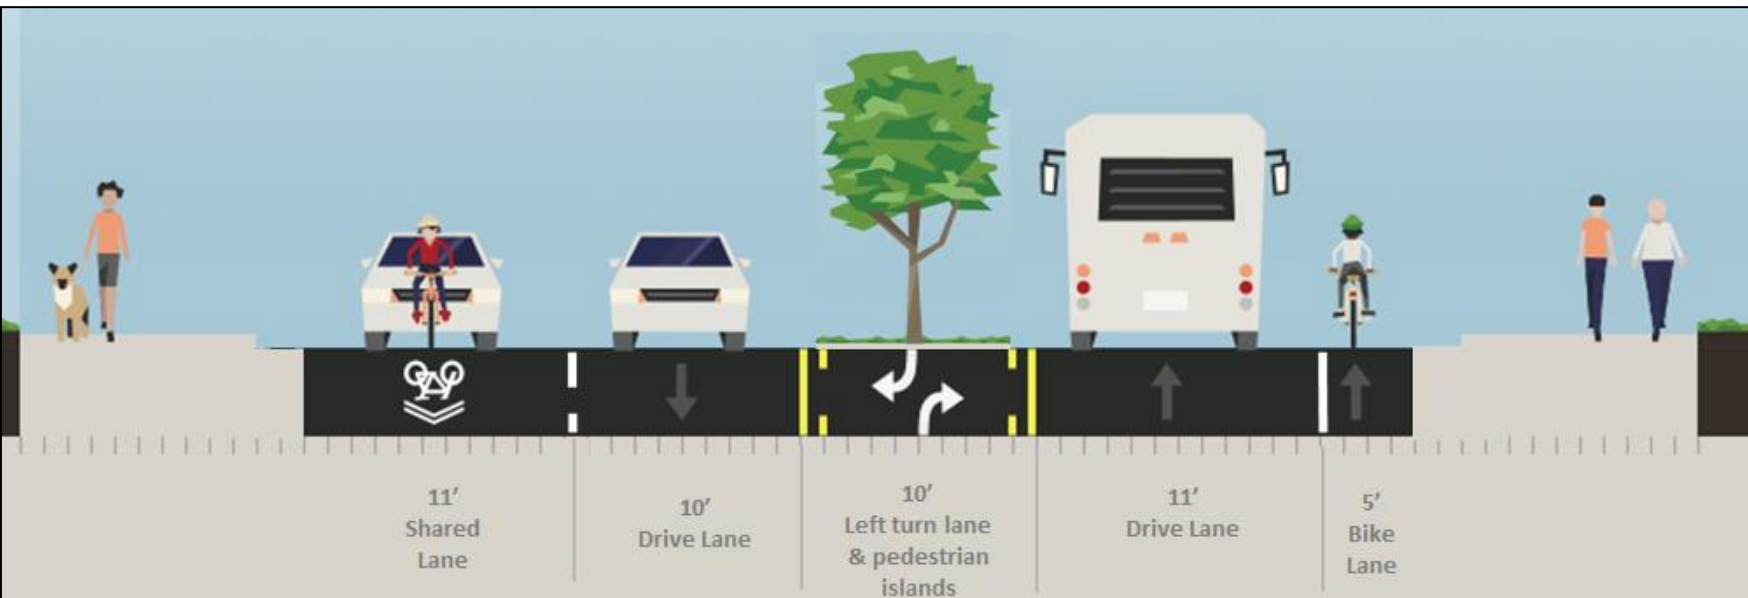 11′
Shared
Lane
10′
Drive Lane
10′
Left turn lane
& pedestrian
islands
11′
Drive Lane
5′
Bike
Lane